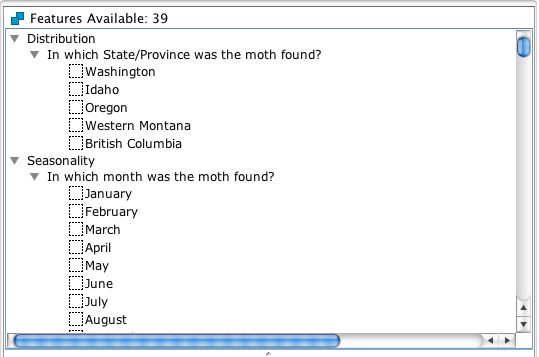 Features Available: 39
Distribution
In which State/Province was the moth found?
Washington
Idaho
Oregon
Western Montana
British Columbia
Seasonality
In which month was the moth found?
January
February
March
April
May
June
July
August